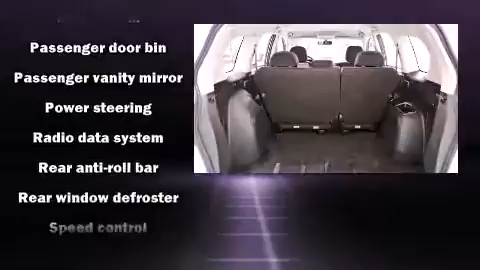 Passenger door bin
Passenger vanity mirror
Power steering
Radio data system
Rear anti-roll bar
Rear window defroster
Speed control